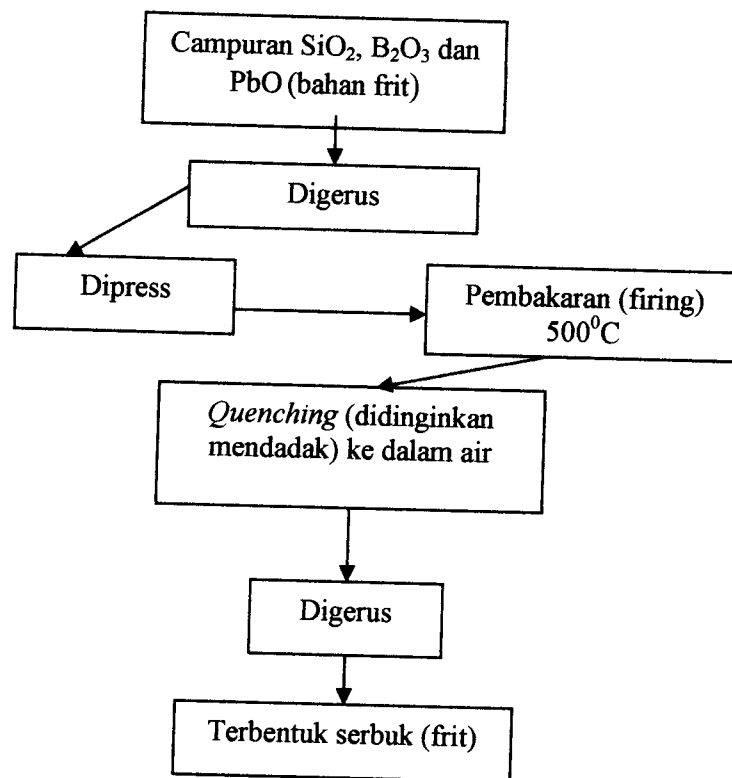 Campuran SiO₂, B₂O₃ dan
PbO (bahan frit)
Digerus
Dipress
Pembakaran (firing)
500⁰C
Quenching (didinginkan
mendadak) ke dalam air
Digerus
Terbentuk serbuk (frit)